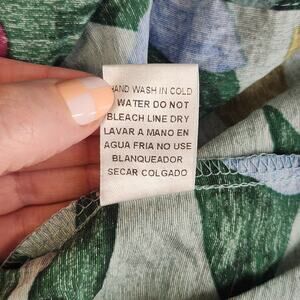 HAND WASH IN COLD
WATER DO NOT
BLEACH LINE DRY
LAVAR A MANO EN
AGUA FRIA NO USE
BLANQUEADOR
SECAR COLGADO